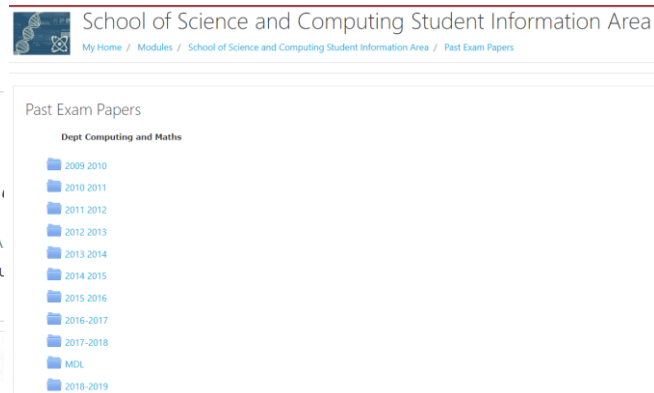 School of Science and Computing Student Information Area
My Home / Modules / School of Science and Computing Student Information Area / Past Exam Papers
Past Exam Papers
Dept Computing and Maths
2009 2010
2010 2011
2011 2012
2012 2013
2013 2014
2014 2015
2015 2016
2016-2017
2017-2018
MDL
2018-2019